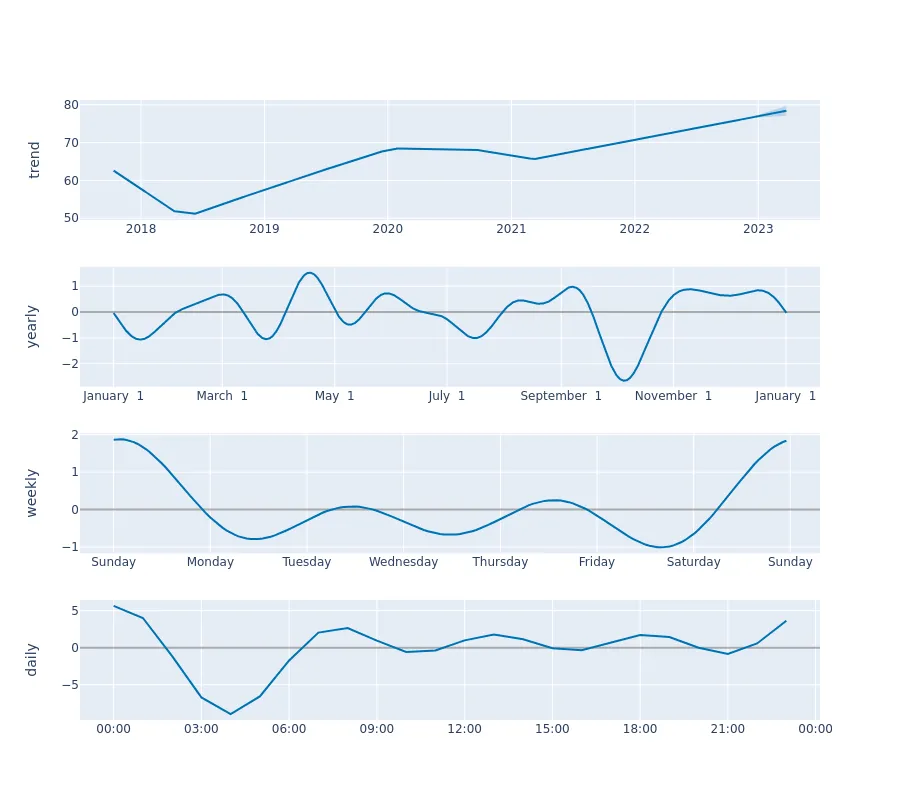 trend
80
70
60
50
2018 2019 2020 2021 2022 2023
yearly
1
0
−1
−2
January 1 March 1 May 1 July 1 September 1 November 1 January 1
weekly
2
1
0
−1
Sunday Monday Tuesday Wednesday Thursday Friday Saturday Sunday
daily
5
0
−5
00:00 03:00 06:00 09:00 12:00 15:00 18:00 21:00 00:00